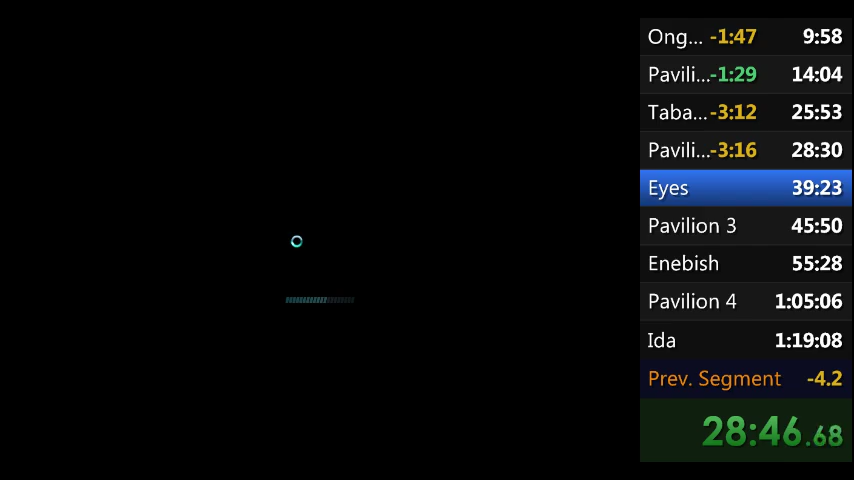 Ong... -1:47 9:58
Pavili... -1:29 14:04
Taba... -3:12 25:53
Pavili... -3:16 28:30
Eyes 39:23
Pavilion 3 45:50
Enebish 55:28
Pavilion 4 1:05:06
Ida 1:19:08
Prev. Segment -4.2
28:46.68